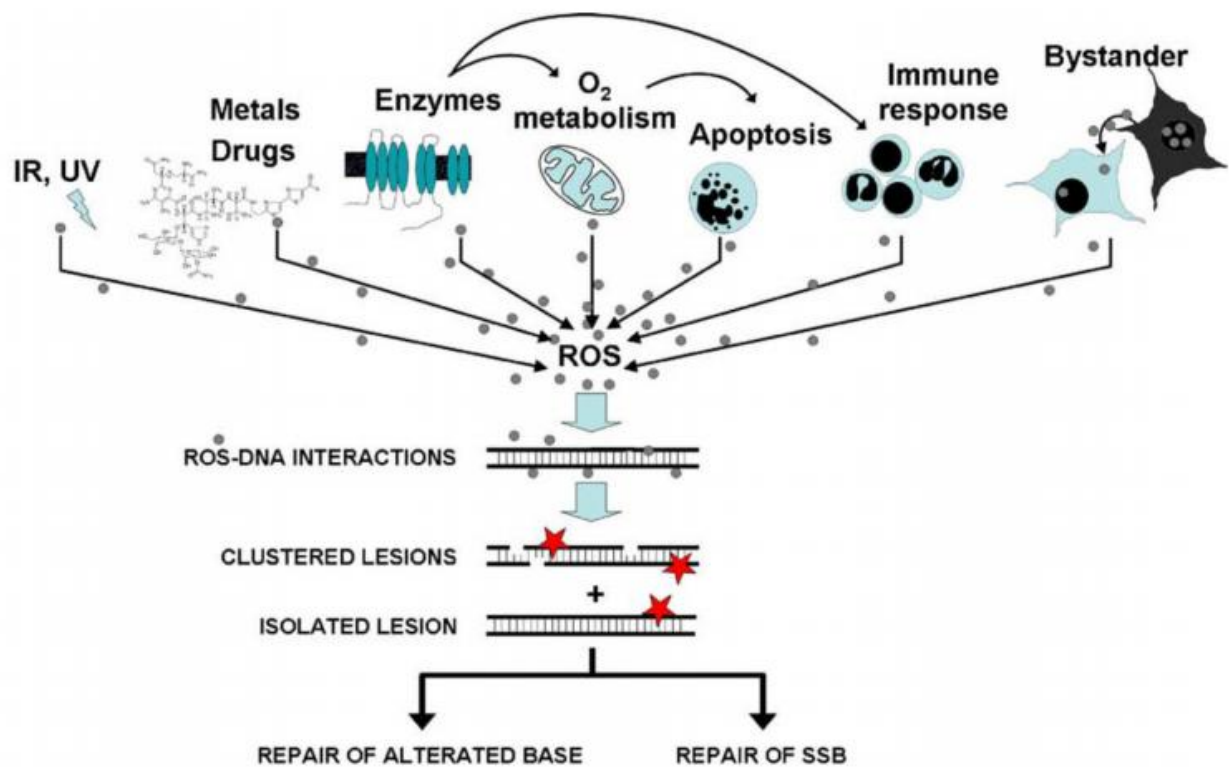 IR, UV
Metals
Drugs
Enzymes
O₂
metabolism
Apoptosis
Immune
response
Bystander
ROS
ROS-DNA INTERACTIONS
CLUSTERED LESIONS
+
ISOLATED LESION
REPAIR OF ALTERATED BASE
REPAIR OF SSB